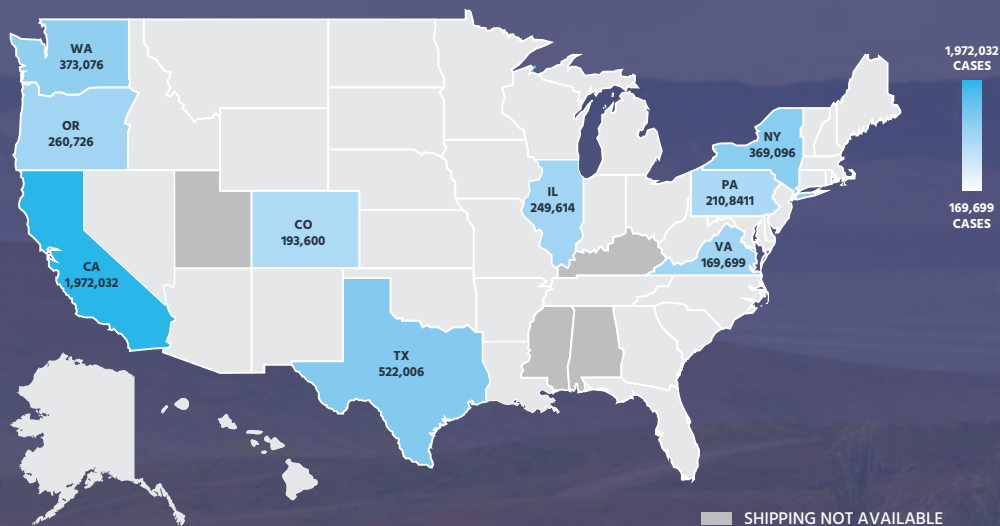 WA
373,076
OR
260,726
CA
1,972,032
CO
193,600
TX
522,006
IL
249,614
NY
369,096
PA
210,8411
VA
169,699
1,972,032
CASES
169,699
CASES
SHIPPING NOT AVAILABLE